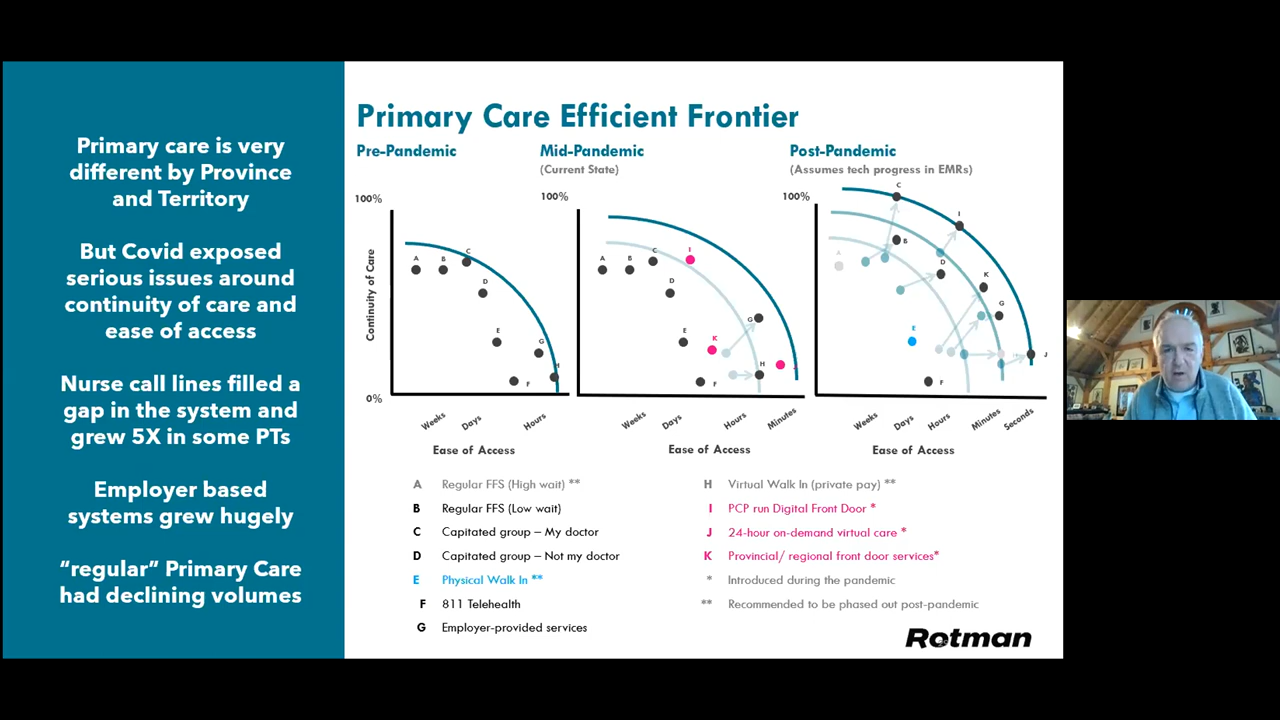 Primary care is very
different by Province
and Territory
But Covid exposed
serious issues around
continuity of care and
ease of access
Nurse call lines filled a
gap in the system and
grew 5X in some PTs
Employer based
systems grew hugely
“regular” Primary Care
had declining volumes
Primary Care Efficient Frontier
Pre-Pandemic
100%
Continuity of Care
0%
A
B
C
D
E
F
G
H
Weeks
Days
Hours
Ease of Access
Mid-Pandemic
(Current State)
100%
A
B
C
I
D
E
K
G
F
H
Weeks
Days
Hours
Minutes
Ease of Access
Post-Pandemic
(Assumes tech progress in EMRs)
100%
C
I
A
B
D
K
G
E
F
H
J
Weeks
Days
Hours
Minutes
Seconds
Ease of Access
A Regular FFS (High wait) **
B Regular FFS (Low wait)
C Capitated group – My doctor
D Capitated group – Not my doctor
E Physical Walk In **
F 811 Telehealth
G Employer-provided services
H Virtual Walk In (private pay) **
I PCP run Digital Front Door *
J 24-hour on-demand virtual care *
K Provincial/ regional front door services*
* Introduced during the pandemic
** Recommended to be phased out post-pandemic
Rotman